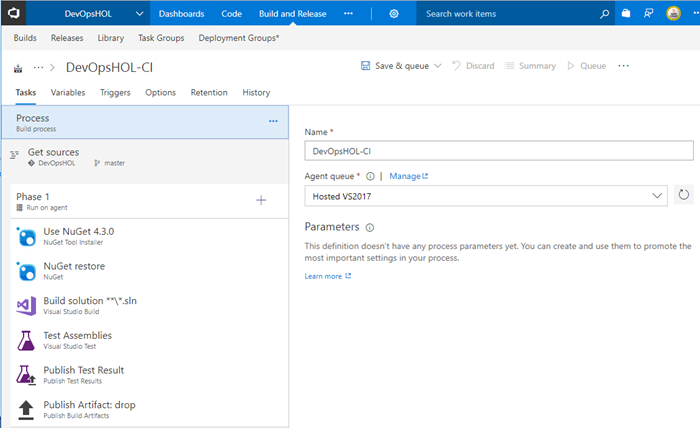 DevOpsHOL Dashboards Code Build and Release ••• Search work items
Builds Releases Library Task Groups Deployment Groups*
••• > DevOpsHOL-CI Save & queue Discard Summary Queue •••
Tasks Variables Triggers Options Retention History
Process •••
Build process
Get sources
DevOpsHOL master
Phase 1 +
Run on agent
Use NuGet 4.3.0
NuGet Tool Installer
NuGet restore
NuGet
Build solution **\*.sln
Visual Studio Build
Test Assemblies
Visual Studio Test
Publish Test Result
Publish Test Results
Publish Artifact: drop
Publish Build Artifacts
Name *
DevOpsHOL-CI
Agent queue * | Manage
Hosted VS2017
Parameters
This definition doesn't have any process parameters yet. You can create and use them to promote the
most important settings in your process.
Learn more